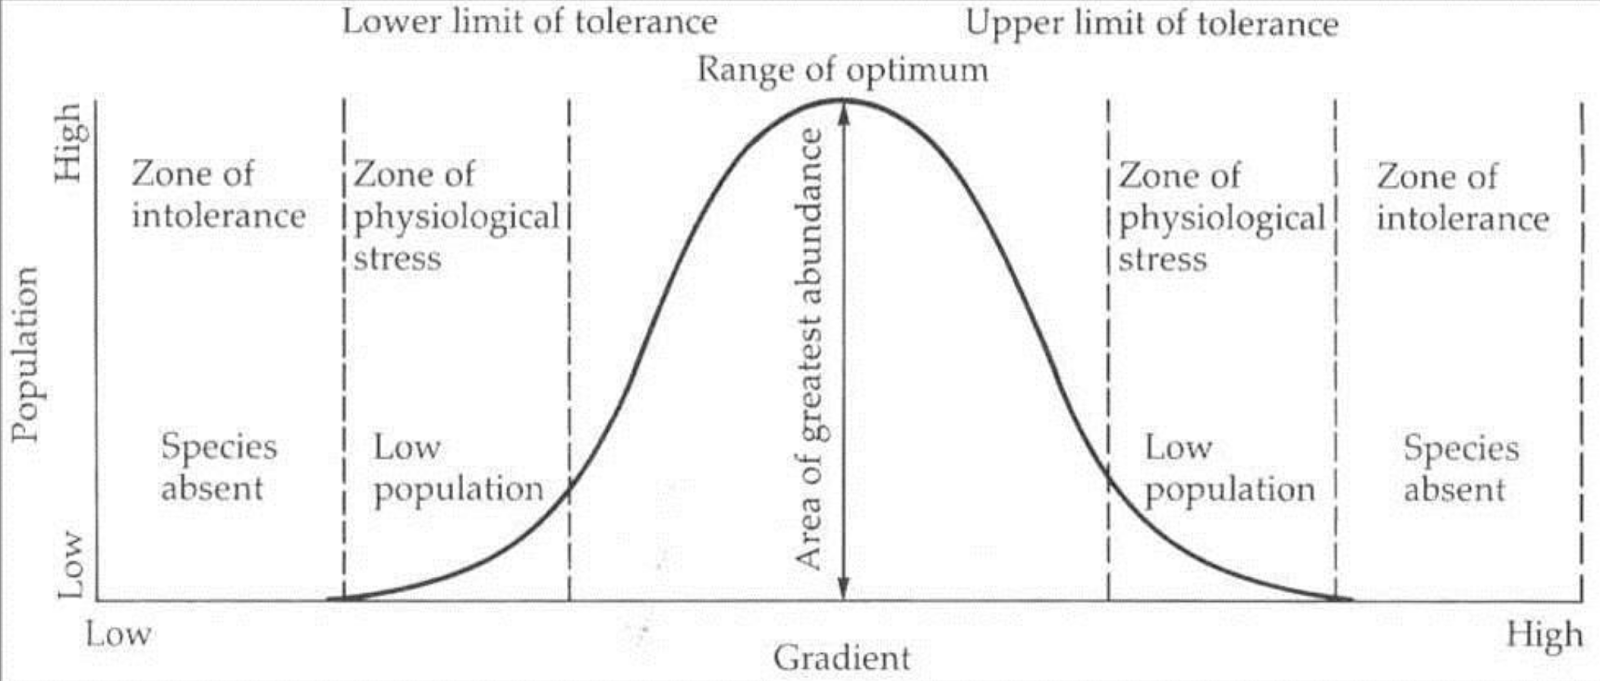 Lower limit of tolerance
Upper limit of tolerance
Range of optimum
High
Population
Low
Zone of
intolerance
Zone of
physiological
stress
Area of greatest abundance
Zone of
physiological
stress
Zone of
intolerance
Species
absent
Low
population
Low
population
Species
absent
Low
Gradient
High